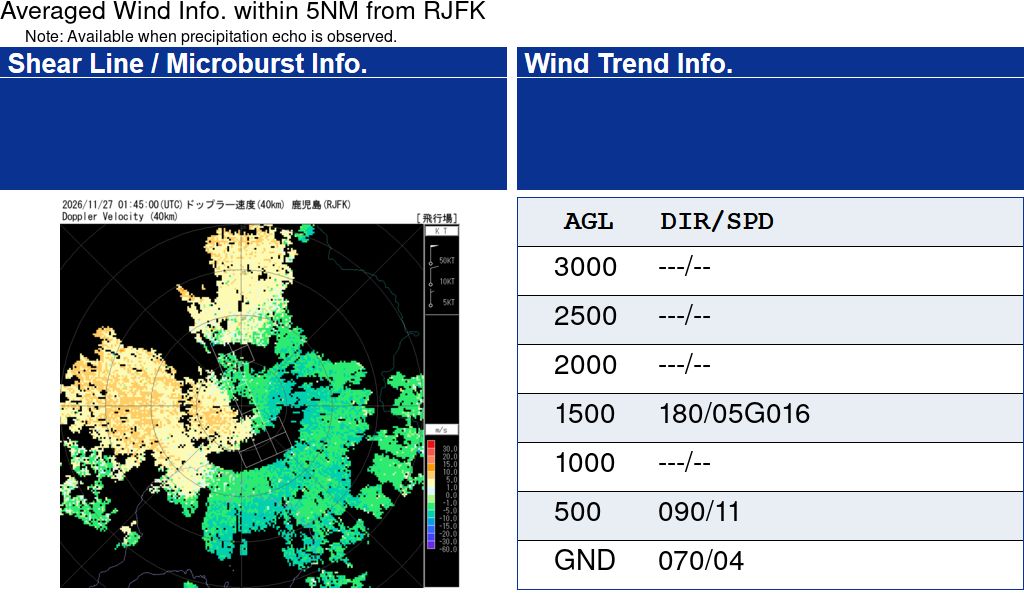 Averaged Wind Info. within 5NM from RJFK
Note: Available when precipitation echo is observed.
Shear Line / Microburst Info.
Wind Trend Info.
2026/11/27 01:45:00(UTC) ドップラー速度(40km) 鹿児島(RJFK)
Doppler Velocity (40km)
[飛行場]
KT
50KT
10KT
5KT
m/s
30.0
20.0
15.0
10.0
5.0
1.0
0.0
-1.0
-5.0
-10.0
-15.0
-20.0
-30.0
-60.0
AGL DIR/SPD
3000 ---/--
2500 ---/--
2000 ---/--
1500 180/05G016
1000 ---/--
500 090/11
GND 070/04